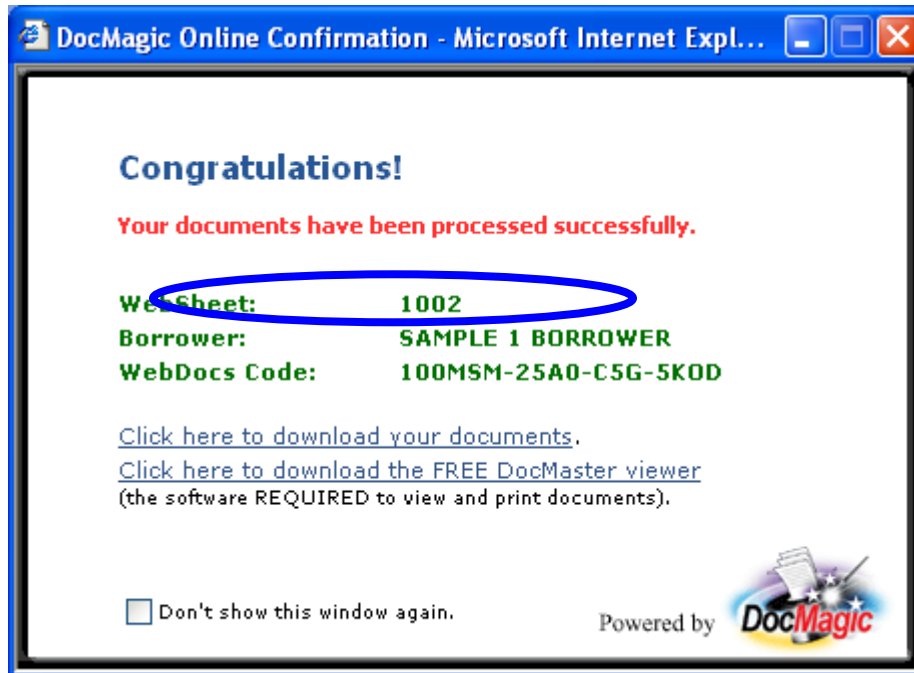 DocMagic Online Confirmation - Microsoft Internet Expl...
Congratulations!
Your documents have been processed successfully.
WebSheet: 1002
Borrower: SAMPLE 1 BORROWER
WebDocs Code: 100MSM-25A0-C5G-5KOD
Click here to download your documents.
Click here to download the FREE DocMaster viewer
(the software REQUIRED to view and print documents).
Don't show this window again.
Powered by DocMagic